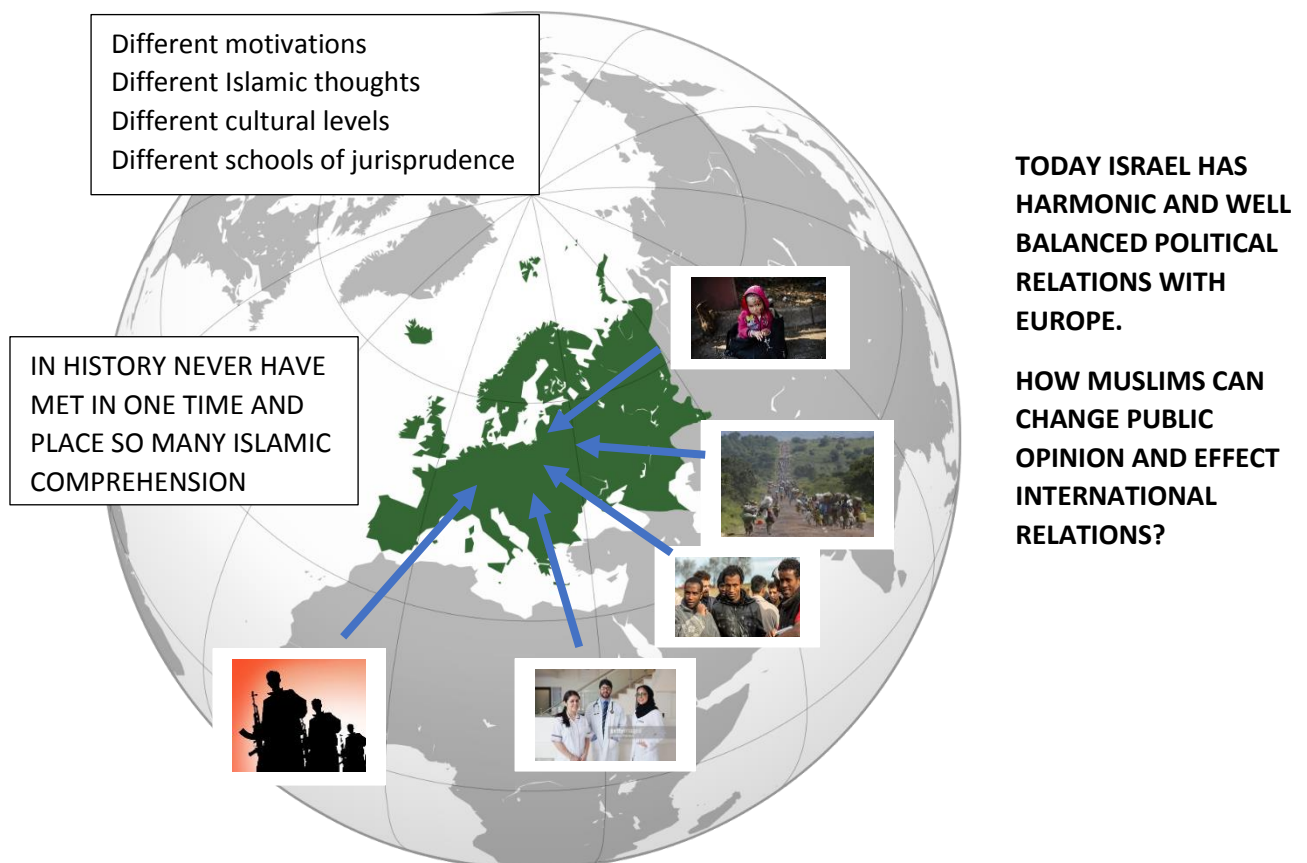 Different motivations
Different Islamic thoughts
Different cultural levels
Different schools of jurisprudence
IN HISTORY NEVER HAVE
MET IN ONE TIME AND
PLACE SO MANY ISLAMIC
COMPREHENSION
TODAY ISRAEL HAS
HARMONIC AND WELL
BALANCED POLITICAL
RELATIONS WITH
EUROPE.
HOW MUSLIMS CAN
CHANGE PUBLIC
OPINION AND EFFECT
INTERNATIONAL
RELATIONS?